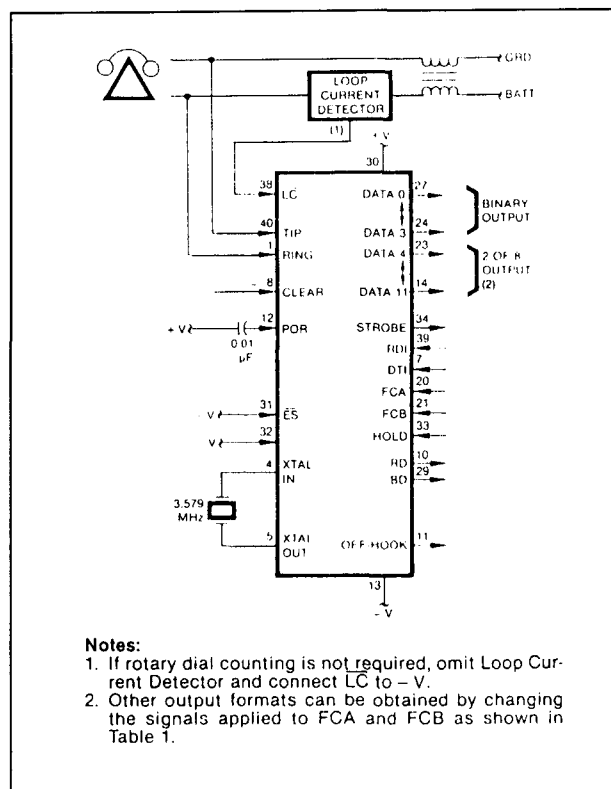 GRD
LOOP
CURRENT
DETECTOR
BATT
(1)
+V
30
38 LC DATA 0 27
BINARY
OUTPUT
40 TIP DATA 3 24
1 RING DATA 4 23
2 OF 8
OUTPUT
(2)
8 CLEAR DATA 11 14
+V 12 POR STROBE 34
0.01
μF
RDI 39
DTI 7
FCA 20
31 ES FCB 21
V
32 HOLD 33
V
4 XTAL
IN
RD 10
BD 29
3.579
MHz
5 XTAL
OUT
OFF-HOOK 11
13
-V
Notes:
1. If rotary dial counting is not required, omit Loop Cur-
rent Detector and connect L̅C̅ to – V.
2. Other output formats can be obtained by changing
the signals applied to FCA and FCB as shown in
Table 1.